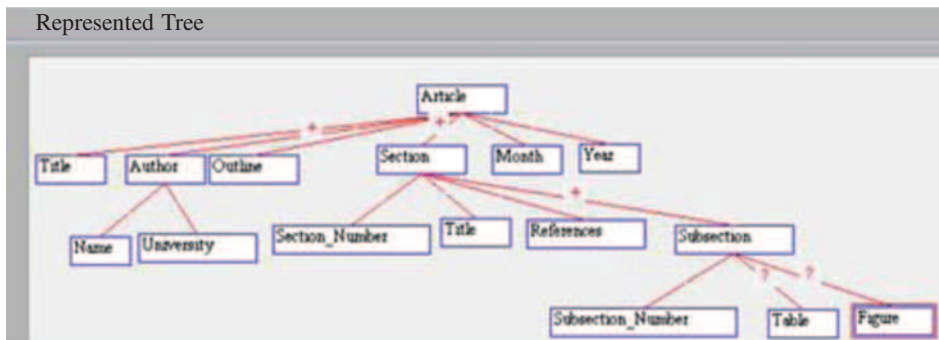 Represented Tree
Article
+ +
Title Author Outline Section Month Year
+
Name University Section_Number Title References Subsection
? ?
Subsection_Number Table Figure